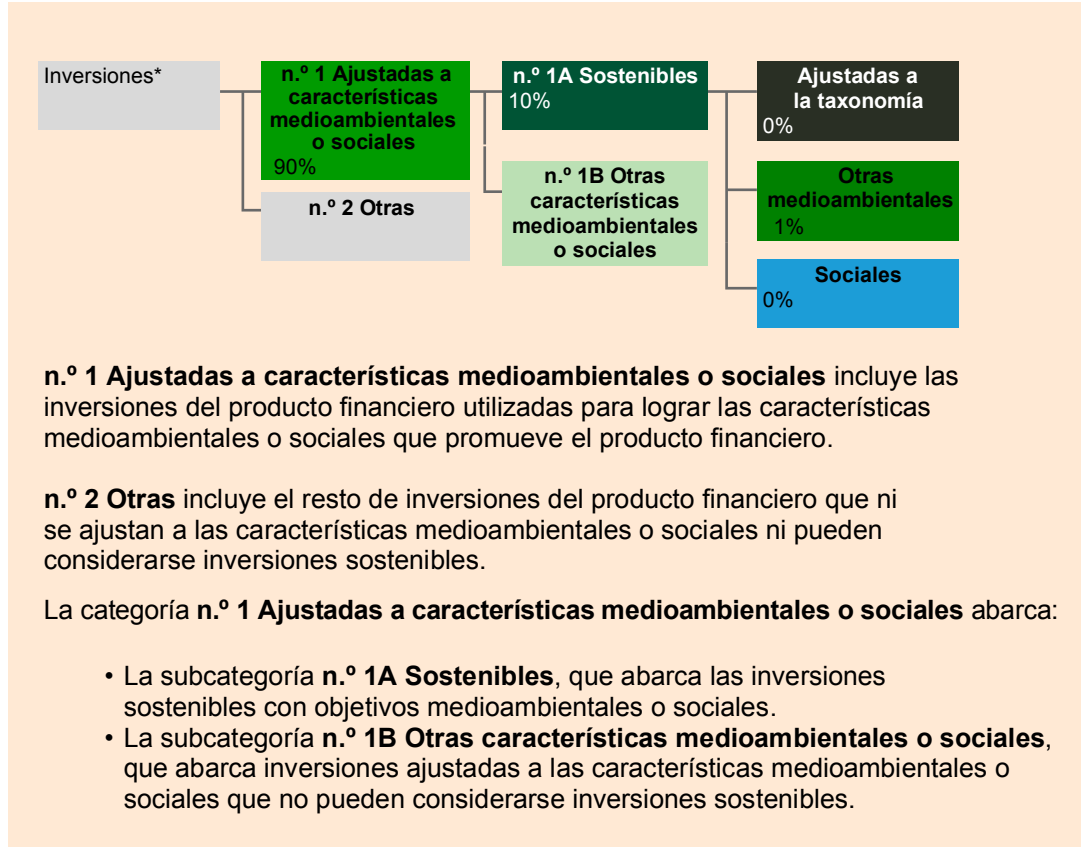 Inversiones*
n.º 1 Ajustadas a
características
medioambientales
o sociales
90%
n.º 2 Otras
n.º 1A Sostenibles
10%
n.º 1B Otras
características
medioambientales
o sociales
Ajustadas a
la taxonomía
0%
Otras
medioambientales
1%
Sociales
0%
n.º 1 Ajustadas a características medioambientales o sociales incluye las
inversiones del producto financiero utilizadas para lograr las características
medioambientales o sociales que promueve el producto financiero.
n.º 2 Otras incluye el resto de inversiones del producto financiero que ni
se ajustan a las características medioambientales o sociales ni pueden
considerarse inversiones sostenibles.
La categoría n.º 1 Ajustadas a características medioambientales o sociales abarca:
• La subcategoría n.º 1A Sostenibles, que abarca las inversiones
sostenibles con objetivos medioambientales o sociales.
• La subcategoría n.º 1B Otras características medioambientales o sociales,
que abarca inversiones ajustadas a las características medioambientales o
sociales que no pueden considerarse inversiones sostenibles.